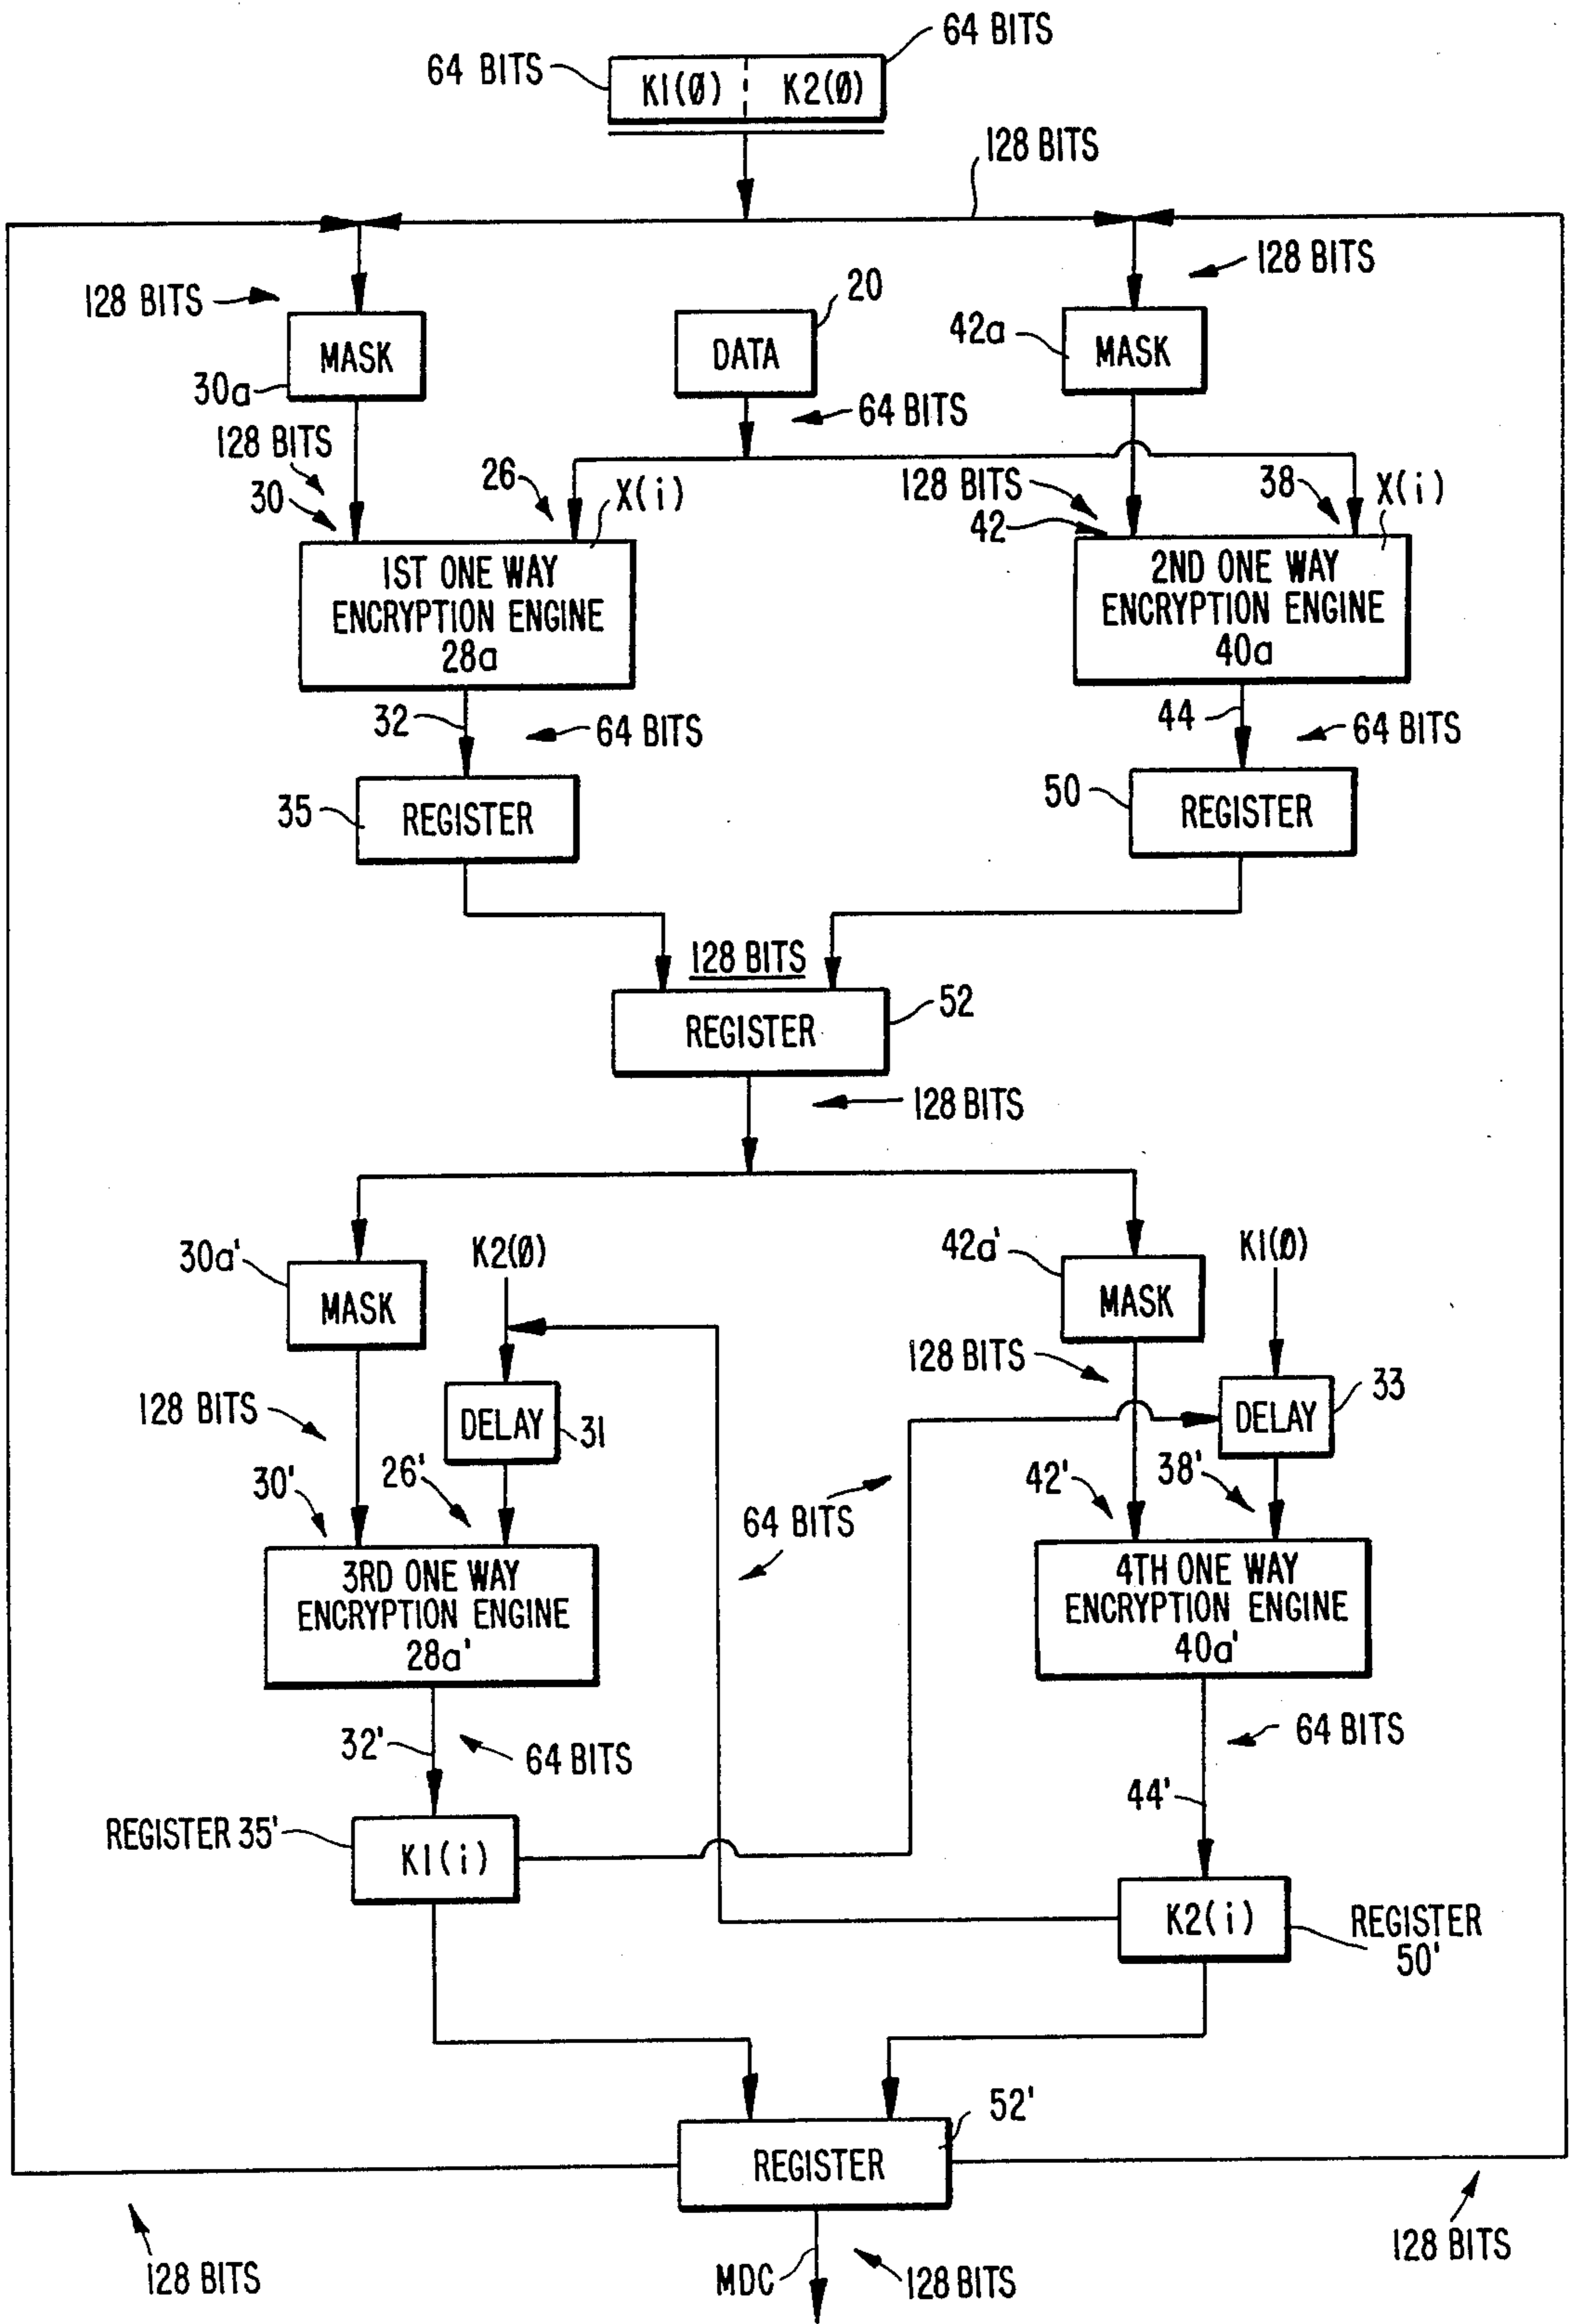 64 BITS
64 BITS
K1(Ø) K2(Ø)
128 BITS
128 BITS
128 BITS
20
MASK
DATA
42a
MASK
30a
64 BITS
128 BITS
30
26
X(i)
128 BITS
42
38
X(i)
1ST ONE WAY
ENCRYPTION ENGINE
28a
2ND ONE WAY
ENCRYPTION ENGINE
40a
32
64 BITS
44
64 BITS
35
REGISTER
50
REGISTER
128 BITS
52
REGISTER
128 BITS
30a'
K2(Ø)
42a'
K1(Ø)
MASK
MASK
128 BITS
33
128 BITS
DELAY
31
DELAY
30'
26'
64 BITS
42'
38'
3RD ONE WAY
ENCRYPTION ENGINE
28a'
4TH ONE WAY
ENCRYPTION ENGINE
40a'
32'
64 BITS
64 BITS
44'
REGISTER 35'
K1(i)
K2(i)
REGISTER
50'
52'
REGISTER
128 BITS
MDC
128 BITS
128 BITS